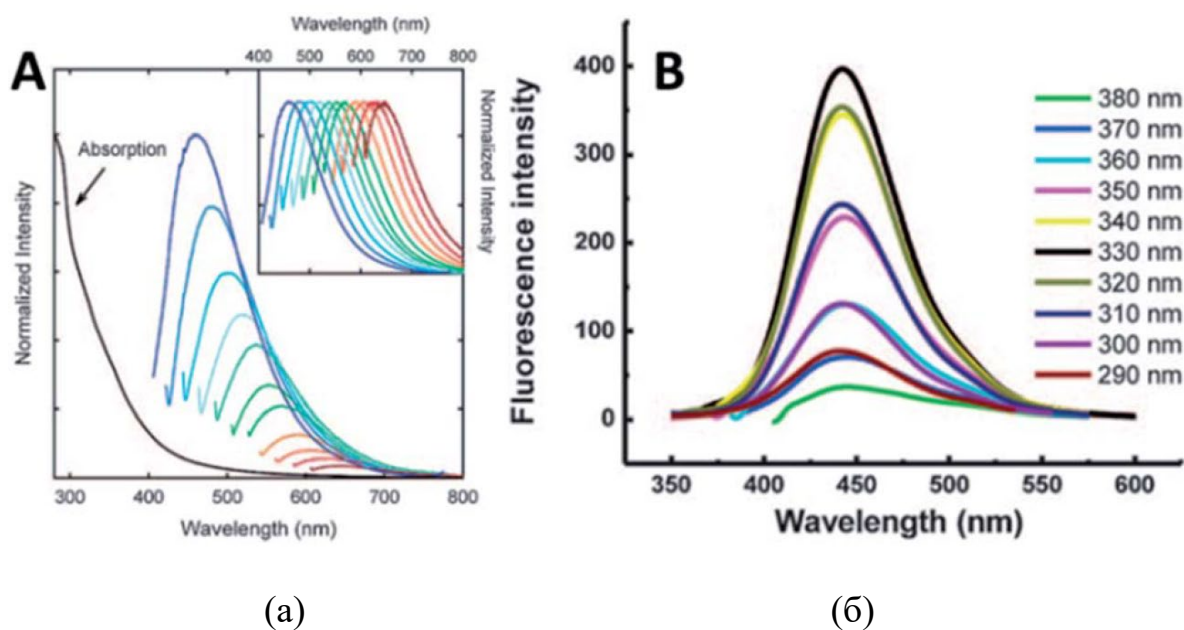 A
Wavelength (nm)
400 500 600 700 800
Normalized Intensity
Absorption
Normalized Intensity
300 400 500 600 700 800
Wavelength (nm)
B
Fluorescence intensity
400
300
200
100
0
380 nm
370 nm
360 nm
350 nm
340 nm
330 nm
320 nm
310 nm
300 nm
290 nm
350 400 450 500 550 600
Wavelength (nm)
(а)
(б)